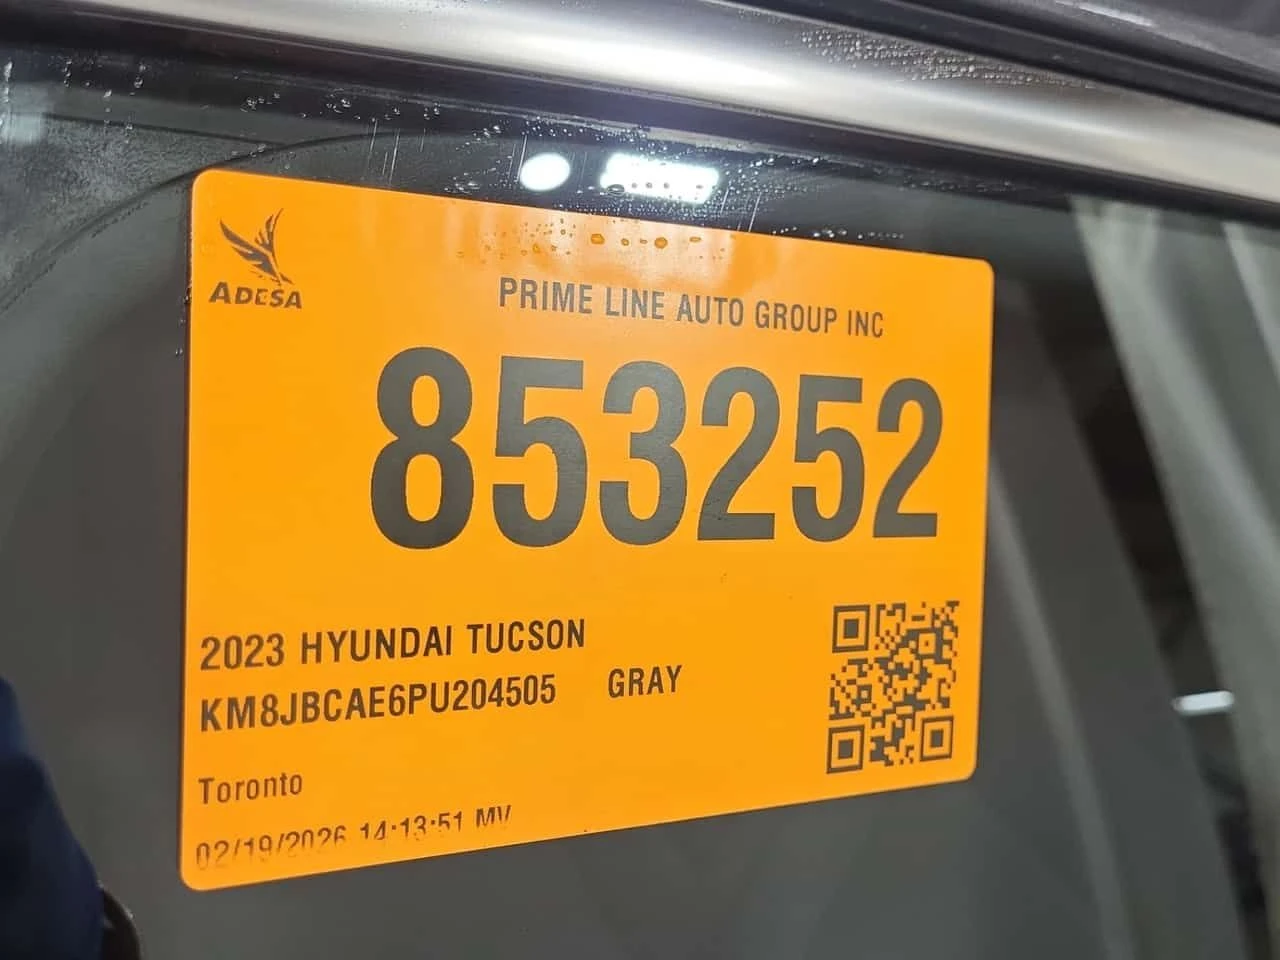 ADESA
PRIME LINE AUTO GROUP INC
853252
2023 HYUNDAI TUCSON
KM8JBCAE6PU204505 GRAY
Toronto
02/19/2026 14:13:51 MV